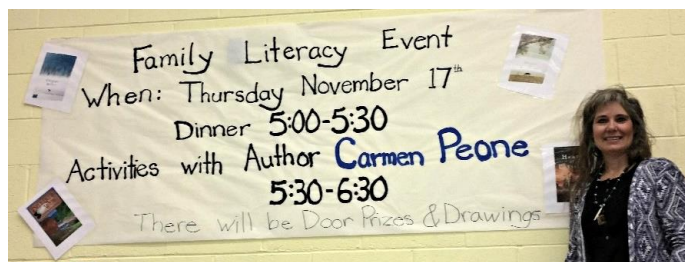 Family Literacy Event
When: Thursday November 17th
Dinner 5:00-5:30
Activities with Author Carmen Peone
5:30-6:30
There will be Door Prizes & Drawings